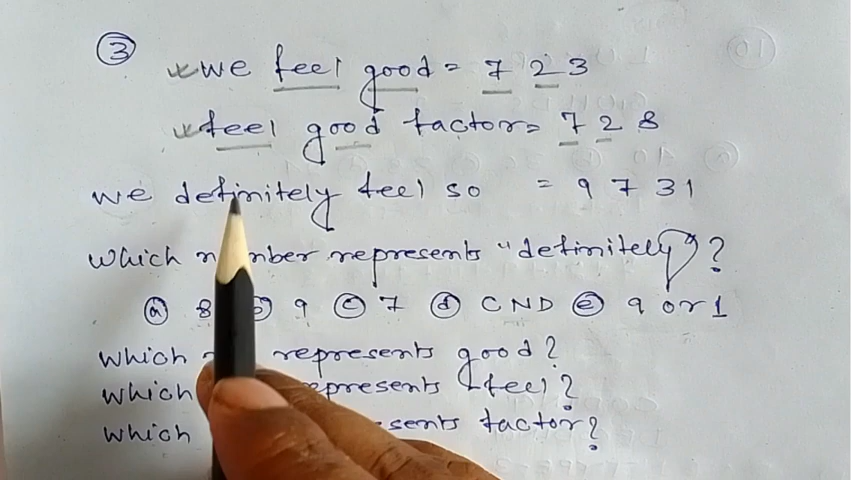 ③
we feel good = 7 2 3
feel good factor= 7 2 8
we definitely feel so = 9 7 3 1
which number represents "definitely"?
ⓐ 8 ⓑ 9 ⓒ 7 ⓓ CND ⓔ 9 or 1
which represents good?
which represents feel?
which factor?